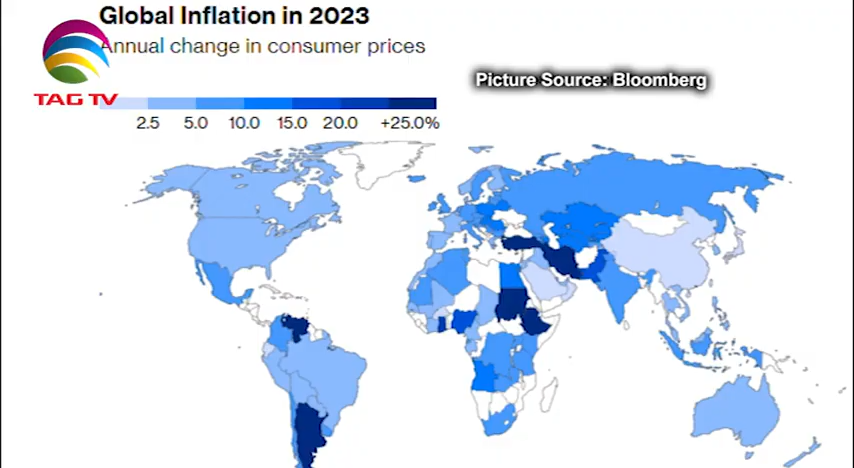 Global Inflation in 2023
Annual change in consumer prices
TAG TV
Picture Source: Bloomberg
2.5 5.0 10.0 15.0 20.0 +25.0%